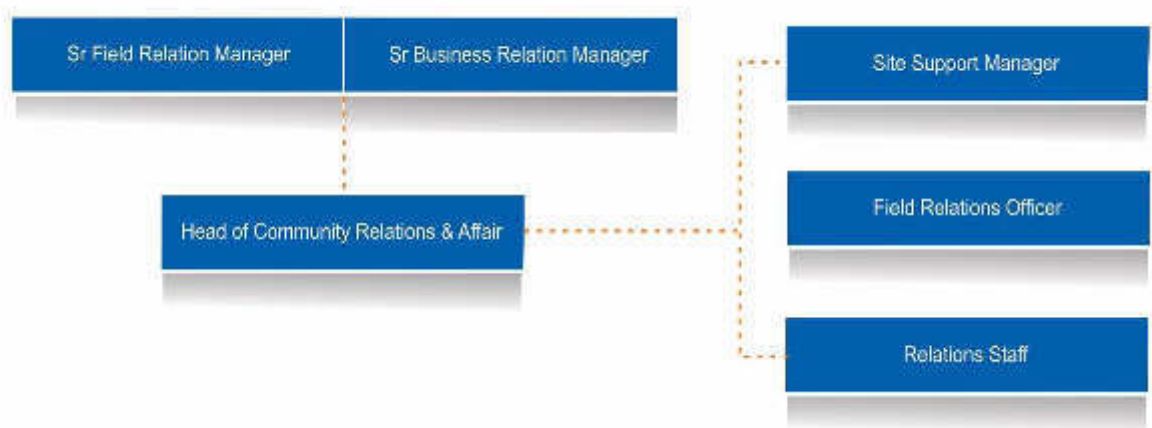 Sr Field Relation Manager
Sr Business Relation Manager
Site Support Manager
Head of Community Relations & Affair
Field Relations Officer
Relations Staff